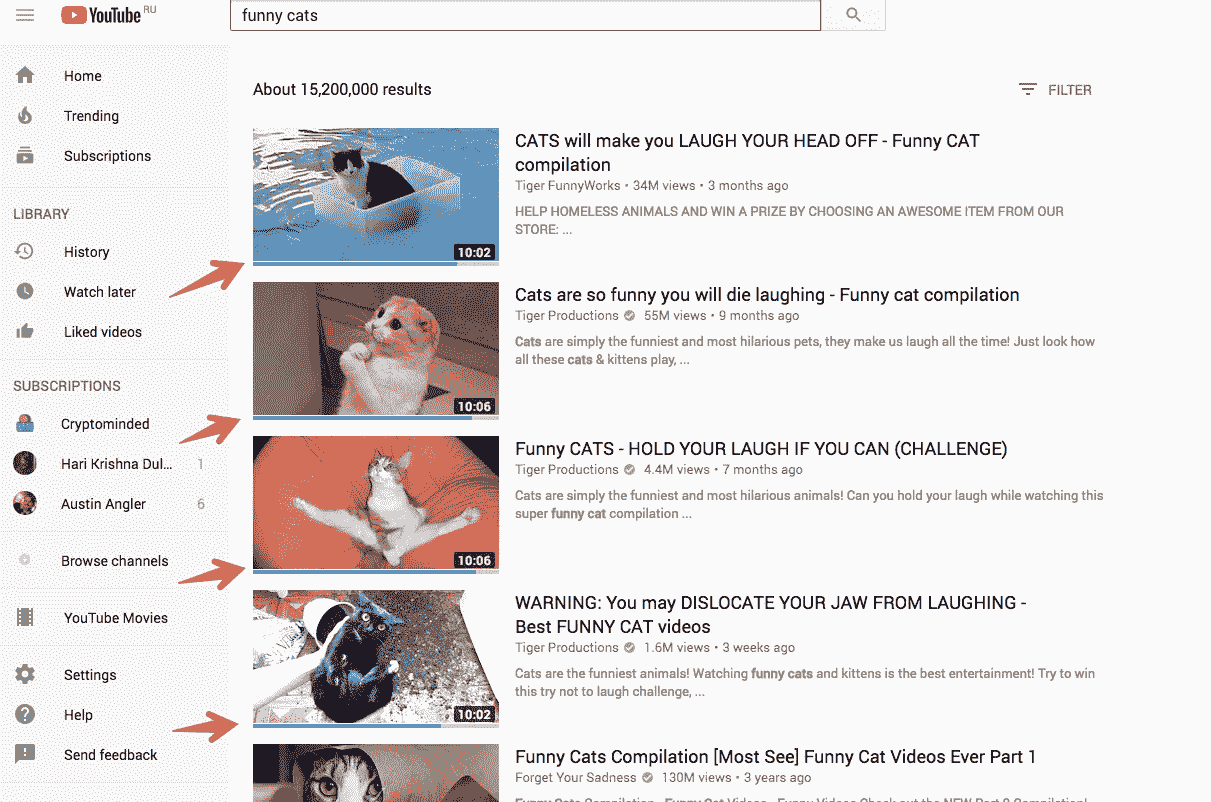 YouTube RU
funny cats
Home
Trending
Subscriptions
LIBRARY
History
Watch later
Liked videos
SUBSCRIPTIONS
Cryptominded
Hari Krishna Dul... 1
Austin Angler 6
Browse channels
YouTube Movies
Settings
Help
Send feedback
About 15,200,000 results
FILTER
10:02
CATS will make you LAUGH YOUR HEAD OFF - Funny CAT
compilation
Tiger FunnyWorks • 34M views • 3 months ago
HELP HOMELESS ANIMALS AND WIN A PRIZE BY CHOOSING AN AWESOME ITEM FROM OUR
STORE: ...
10:06
Cats are so funny you will die laughing - Funny cat compilation
Tiger Productions 55M views • 9 months ago
Cats are simply the funniest and most hilarious pets, they make us laugh all the time! Just look how
all these cats & kittens play, ...
10:06
Funny CATS - HOLD YOUR LAUGH IF YOU CAN (CHALLENGE)
Tiger Productions 4.4M views • 7 months ago
Cats are simply the funniest and most hilarious animals! Can you hold your laugh while watching this
super funny cat compilation ...
10:02
WARNING: You may DISLOCATE YOUR JAW FROM LAUGHING -
Best FUNNY CAT videos
Tiger Productions 1.6M views • 3 weeks ago
Cats are the funniest animals! Watching funny cats and kittens is the best entertainment! Try to win
this try not to laugh challenge, ...
Funny Cats Compilation [Most See] Funny Cat Videos Ever Part 1
Forget Your Sadness 130M views • 3 years ago